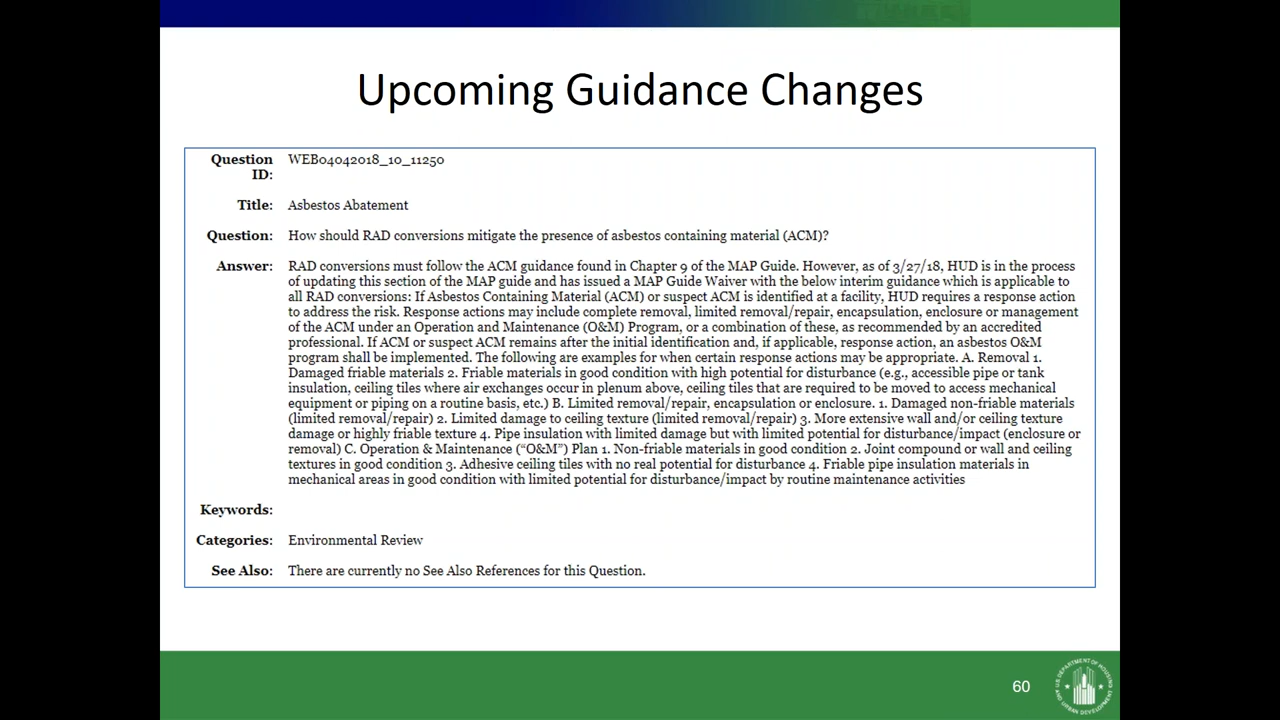 Upcoming Guidance Changes
Question ID: WEB04042018_10_11250
Title: Asbestos Abatement
Question: How should RAD conversions mitigate the presence of asbestos containing material (ACM)?
Answer: RAD conversions must follow the ACM guidance found in Chapter 9 of the MAP Guide. However, as of 3/27/18, HUD is in the process
of updating this section of the MAP guide and has issued a MAP Guide Waiver with the below interim guidance which is applicable to
all RAD conversions: If Asbestos Containing Material (ACM) or suspect ACM is identified at a facility, HUD requires a response action
to address the risk. Response actions may include complete removal, limited removal/repair, encapsulation, enclosure or management
of the ACM under an Operation and Maintenance (O&M) Program, or a combination of these, as recommended by an accredited
professional. If ACM or suspect ACM remains after the initial identification and, if applicable, response action, an asbestos O&M
program shall be implemented. The following are examples for when certain response actions may be appropriate. A. Removal 1.
Damaged friable materials 2. Friable materials in good condition with high potential for disturbance (e.g., accessible pipe or tank
insulation, ceiling tiles where air exchanges occur in plenum above, ceiling tiles that are required to be moved to access mechanical
equipment or piping on a routine basis, etc.) B. Limited removal/repair, encapsulation or enclosure. 1. Damaged non-friable materials
(limited removal/repair) 2. Limited damage to ceiling texture (limited removal/repair) 3. More extensive wall and/or ceiling texture
damage or highly friable texture 4. Pipe insulation with limited damage but with limited potential for disturbance/impact (enclosure or
removal) C. Operation & Maintenance (“O&M”) Plan 1. Non-friable materials in good condition 2. Joint compound or wall and ceiling
textures in good condition 3. Adhesive ceiling tiles with no real potential for disturbance 4. Friable pipe insulation materials in
mechanical areas in good condition with limited potential for disturbance/impact by routine maintenance activities
Keywords:
Categories: Environmental Review
See Also: There are currently no See Also References for this Question.
60
U.S. DEPARTMENT OF HOUSING AND URBAN DEVELOPMENT